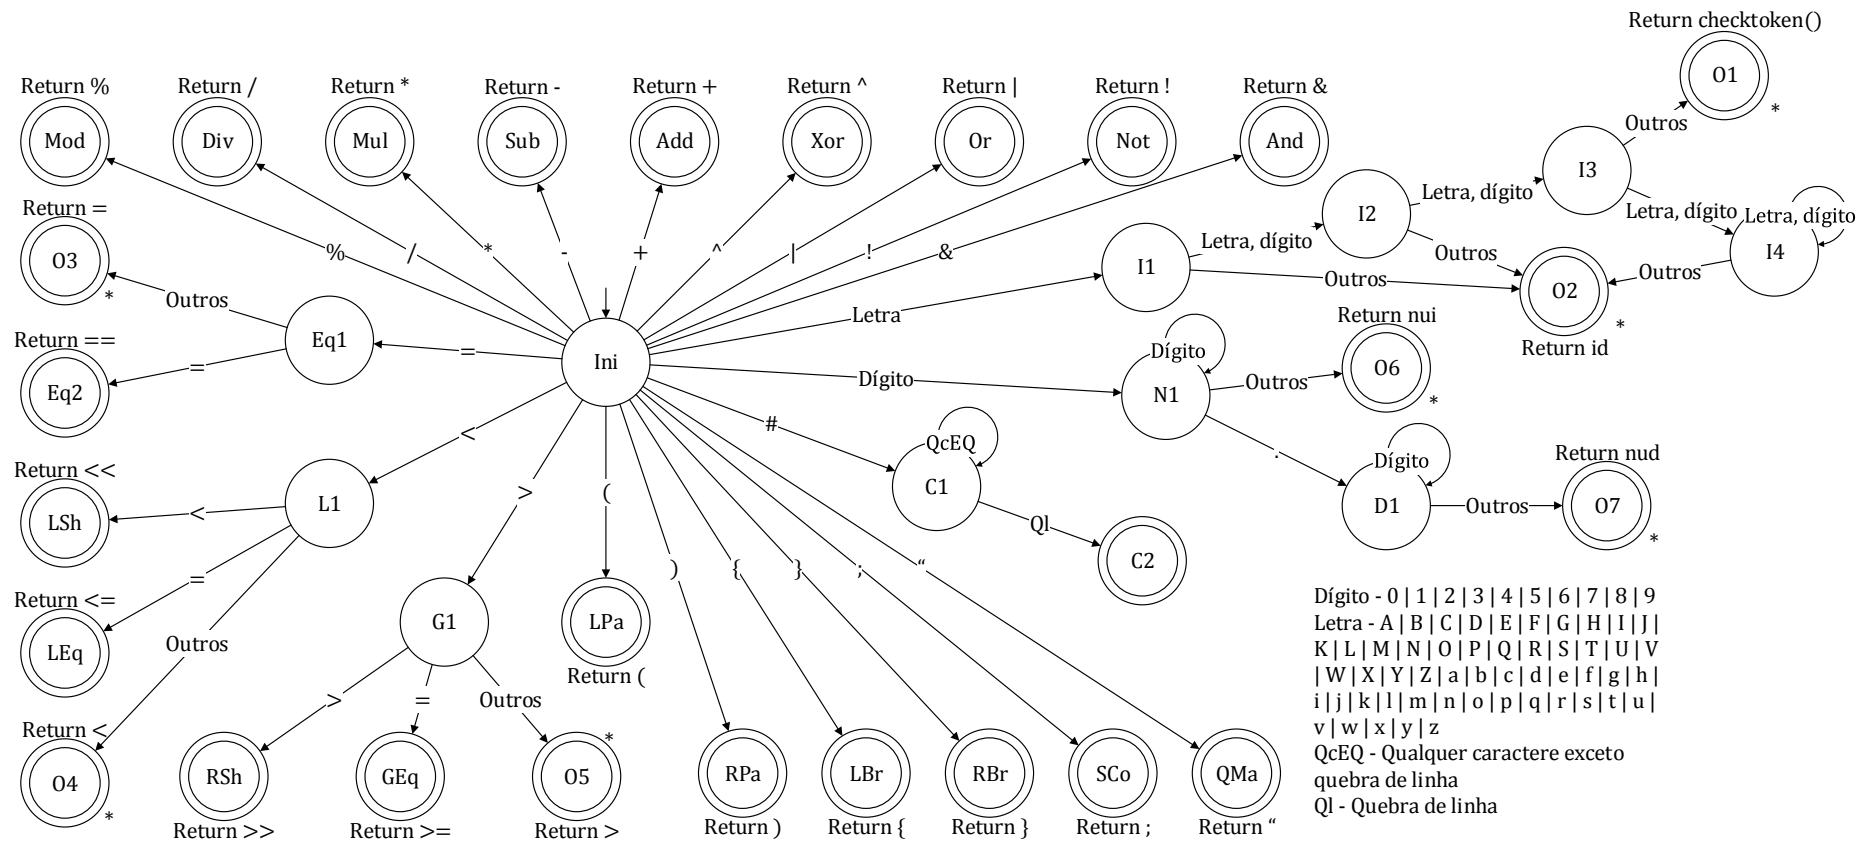 Return checktoken()
O1
*
Outros
Return %
Return /
Return *
Return -
Return +
Return ^
Return |
Return !
Return &
Mod
Div
Mul
Sub
Add
Xor
Or
Not
And
I3
Letra, dígito
I2
Letra, dígito
Letra, dígito
Return =
O3
*
%
/
*
-
+
^
|
!
&
Letra, dígito
I1
Outros
I4
Outros
Outros
O2
*
Return id
Outros
Letra
Return ==
Eq1
=
=
Eq2
Ini
Dígito
Dígito
N1
Outros
Return nui
O6
*
<
#
QcEQ
C1
Ql
C2
.
Dígito
D1
Outros
Return nud
O7
*
Return <<
LSh
<
L1
>
(
)
{
}
;
“
=
Return <=
LEq
Outros
G1
LPa
Return (
>
=
Outros
Return <
O4
*
RSh
GEq
O5
*
RPa
LBr
RBr
SCo
QMa
Return >>
Return >=
Return >
Return )
Return {
Return }
Return ;
Return “
Dígito - 0 | 1 | 2 | 3 | 4 | 5 | 6 | 7 | 8 | 9
Letra - A | B | C | D | E | F | G | H | I | J |
K | L | M | N | O | P | Q | R | S | T | U | V
| W | X | Y | Z | a | b | c | d | e | f | g | h |
i | j | k | l | m | n | o | p | q | r | s | t | u |
v | w | x | y | z
QcEQ - Qualquer caractere exceto
quebra de linha
Ql - Quebra de linha